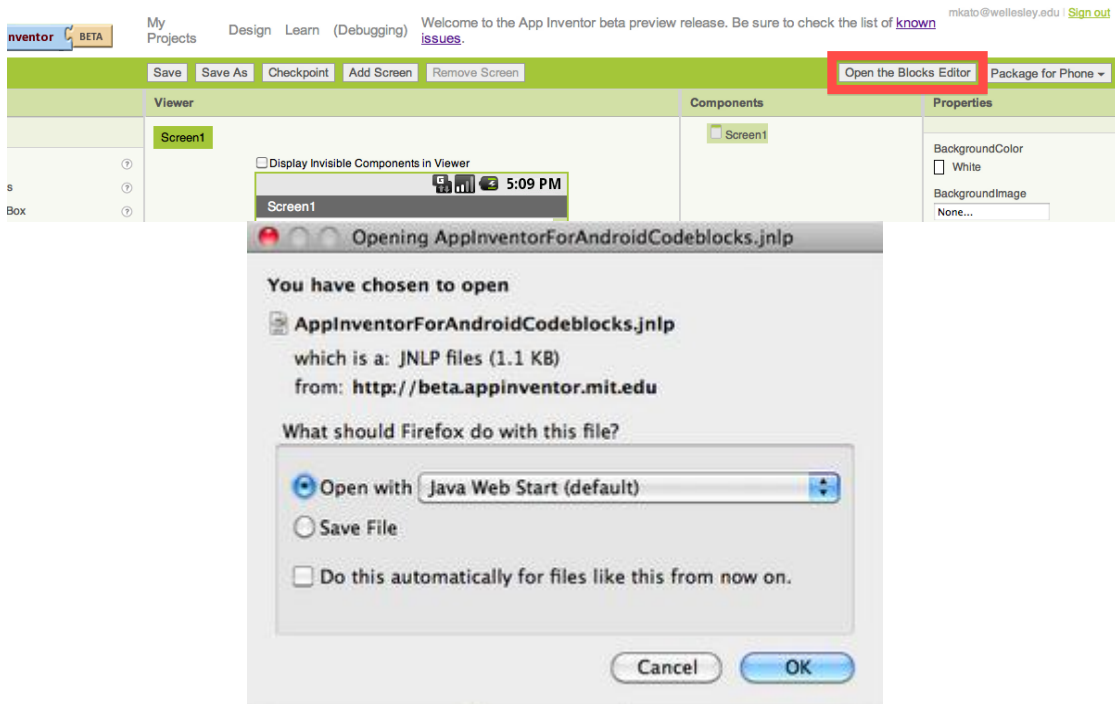 mkato@wellesley.edu | Sign out
nventor BETA
My Projects
Design Learn (Debugging)
Welcome to the App Inventor beta preview release. Be sure to check the list of known
issues.
Save Save As Checkpoint Add Screen Remove Screen Open the Blocks Editor Package for Phone
Viewer Components Properties
Screen1 Screen1
BackgroundColor
Display Invisible Components in Viewer
White
5:09 PM
s
BackgroundImage
Box Screen1 None...
Opening AppInventorForAndroidCodeblocks.jnlp
You have chosen to open
AppInventorForAndroidCodeblocks.jnlp
which is a: JNLP files (1.1 KB)
from: http://beta.appinventor.mit.edu
What should Firefox do with this file?
Open with Java Web Start (default)
Save File
Do this automatically for files like this from now on.
Cancel OK